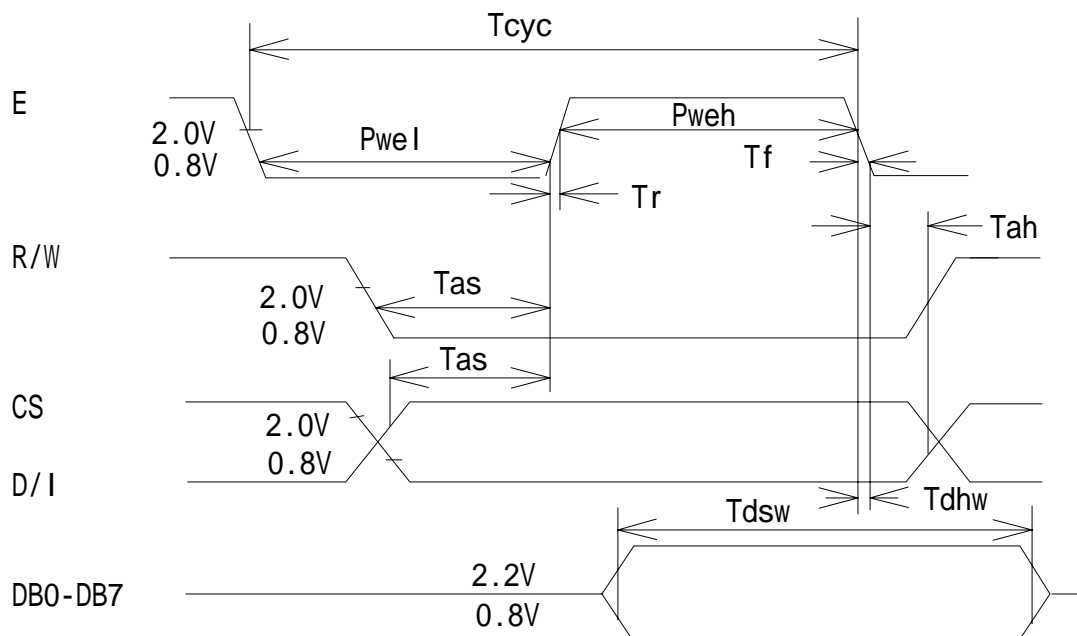 Tcyc
E
Pweh
2.0V
Pwel
0.8V
Tf
Tr
Tah
R/W
Tas
2.0V
0.8V
Tas
CS
2.0V
0.8V
D/I
Tdsw
Tdhw
2.2V
DB0-DB7
0.8V